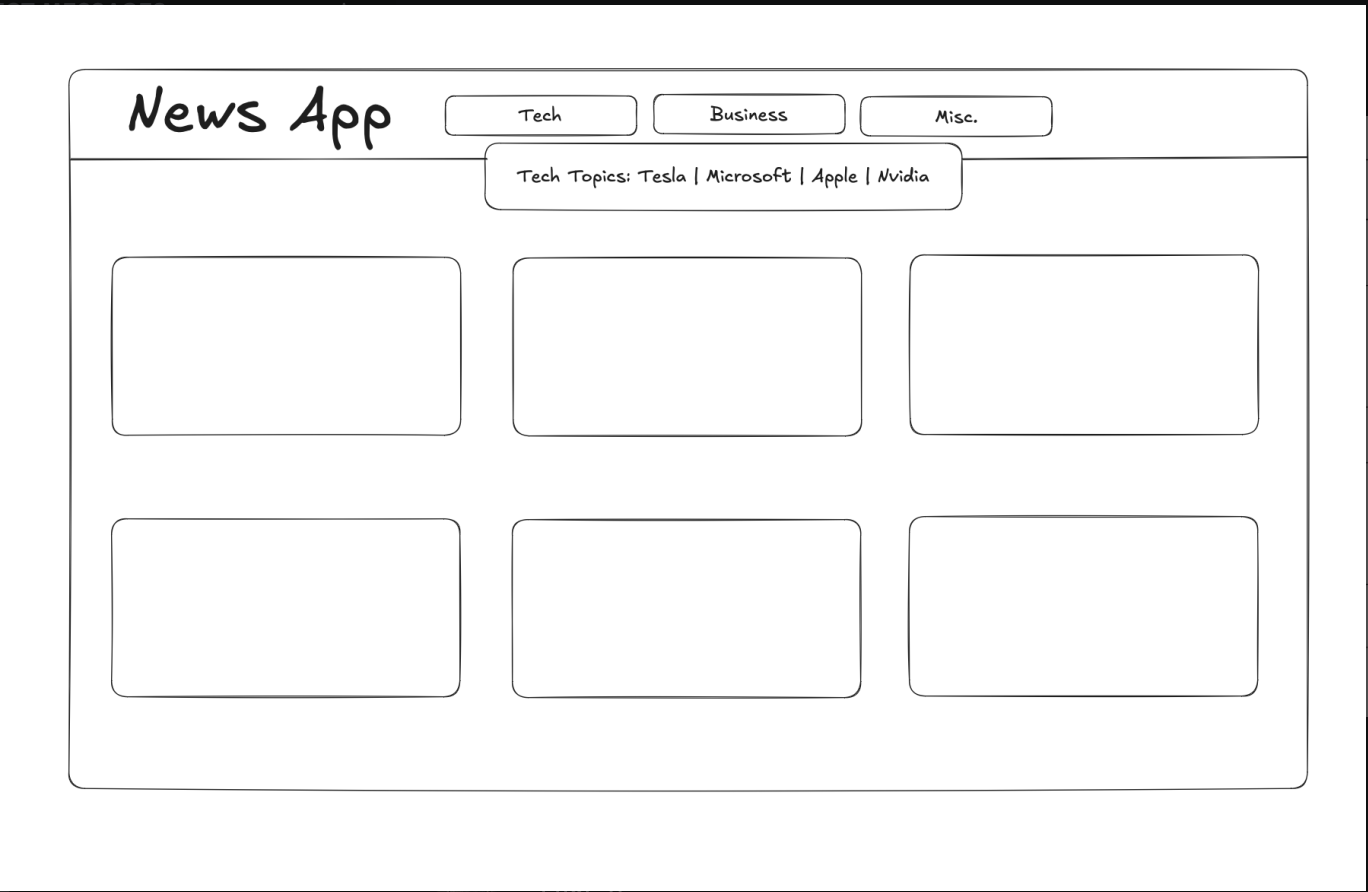 News App
Tech
Business
Misc.
Tech Topics: Tesla | Microsoft | Apple | Nvidia